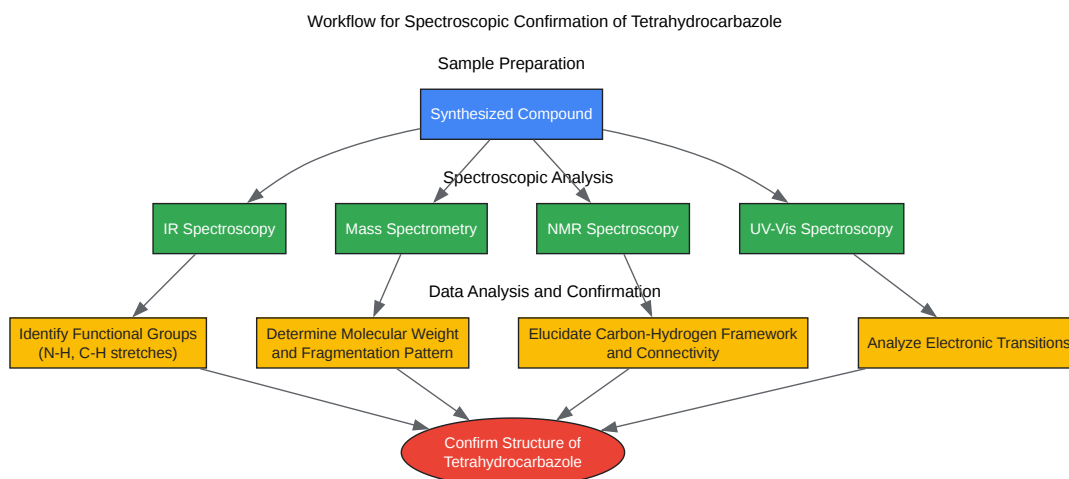 Workflow for Spectroscopic Confirmation of Tetrahydrocarbazole
Sample Preparation
Synthesized Compound
Spectroscopic Analysis
IR Spectroscopy
Mass Spectrometry
NMR Spectroscopy
UV-Vis Spectroscopy
Data Analysis and Confirmation
Identify Functional Groups
(N-H, C-H stretches)
Determine Molecular Weight
and Fragmentation Pattern
Elucidate Carbon-Hydrogen Framework
and Connectivity
Analyze Electronic Transitions
Confirm Structure of
Tetrahydrocarbazole